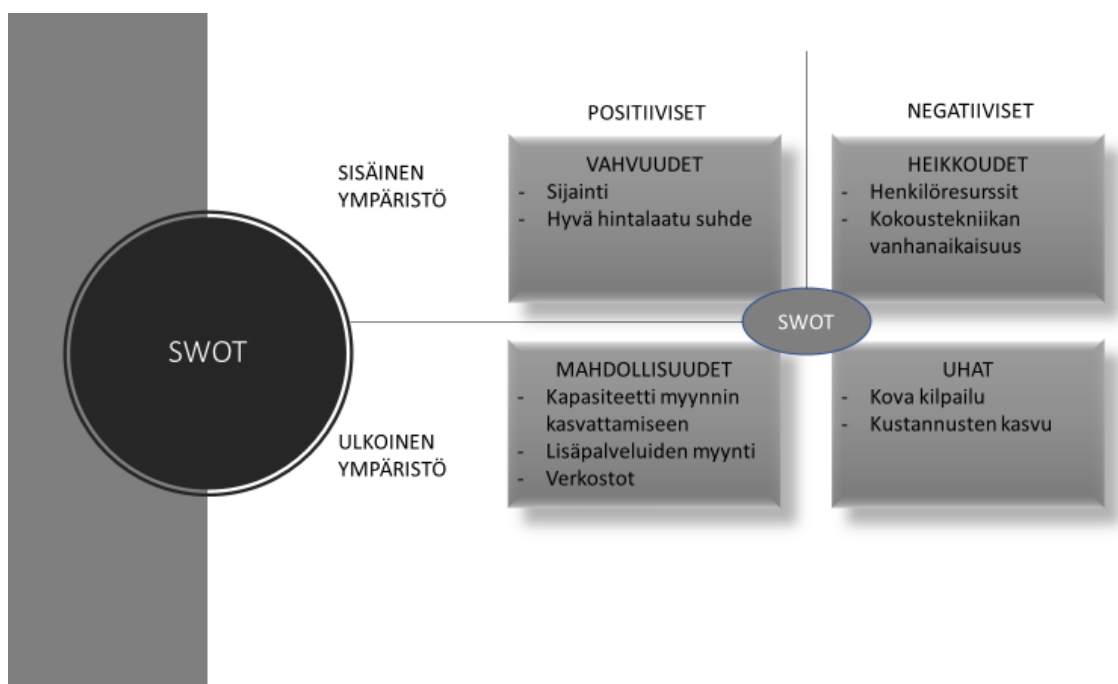 SWOT
POSITIIVISET
NEGATIIVISET
SISÄINEN
YMPÄRISTÖ
VAHVUUDET
- Sijainti
- Hyvä hintalaatu suhde
HEIKKOUDET
- Henkilöresurssit
- Kokoustekniikan
vanhanaikaisuus
SWOT
ULKOINEN
YMPÄRISTÖ
MAHDOLLISUUDET
- Kapasiteetti myynnin
kasvattamiseen
- Lisäpalveluiden myynti
- Verkostot
UHAT
- Kova kilpailu
- Kustannusten kasvu